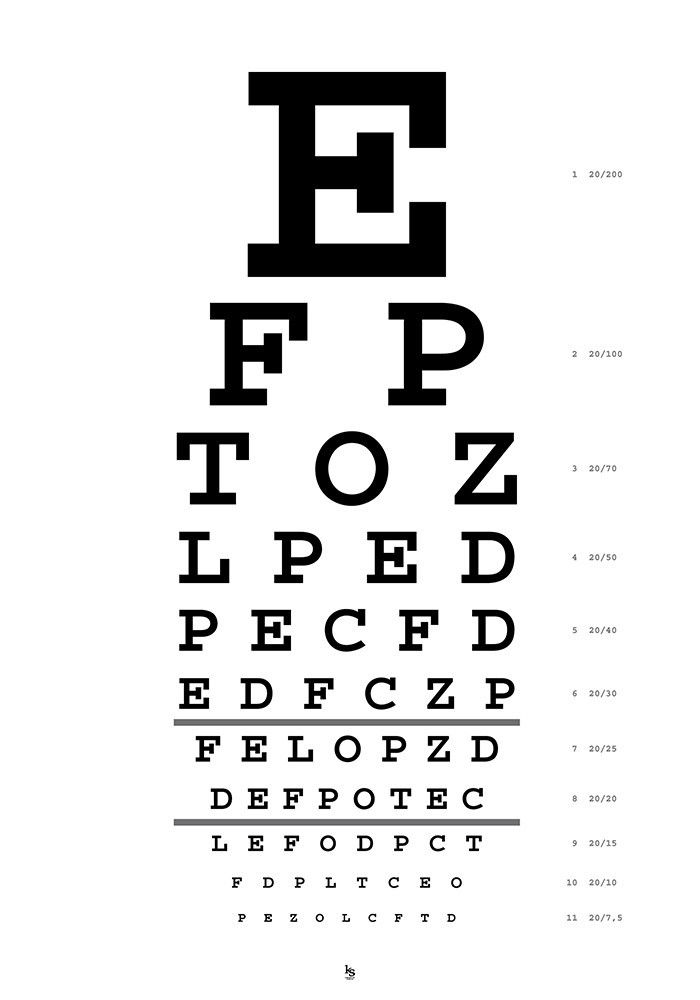 E 1 20/200
F P 2 20/100
T O Z 3 20/70
L P E D 4 20/50
P E C F D 5 20/40
E D F C Z P 6 20/30
F E L O P Z D 7 20/25
D E F P O T E C 8 20/20
L E F O D P C T 9 20/15
F D P L T C E O 10 20/10
P E Z O L C F T D 11 20/7,5
ks